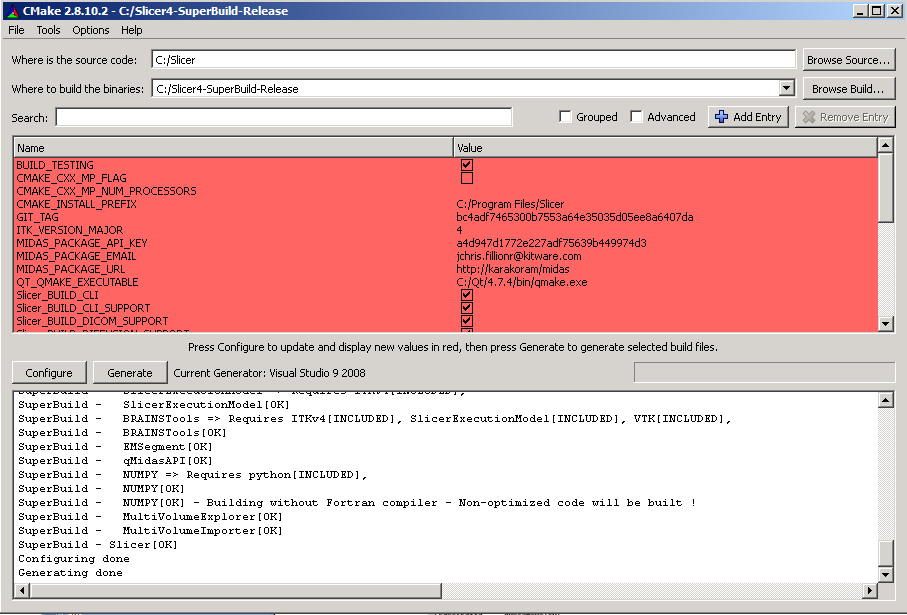 CMake 2.8.10.2 - C:/Slicer4-SuperBuild-Release
File Tools Options Help
Where is the source code: C:/Slicer Browse Source...
Where to build the binaries: C:/Slicer4-SuperBuild-Release Browse Build...
Search: Grouped Advanced Add Entry Remove Entry
Name Value
BUILD_TESTING
CMAKE_CXX_MP_FLAG
CMAKE_CXX_MP_NUM_PROCESSORS
CMAKE_INSTALL_PREFIX C:/Program Files/Slicer
GIT_TAG bc4adf7465300b7553a64e35035d05ee8a6407da
ITK_VERSION_MAJOR 4
MIDAS_PACKAGE_API_KEY a4d947d1772e227adf75639b449974d3
MIDAS_PACKAGE_EMAIL jchris.fillionr@kitware.com
MIDAS_PACKAGE_URL http://karakoram/midas
QT_QMAKE_EXECUTABLE C:/Qt/4.7.4/bin/qmake.exe
Slicer_BUILD_CLI
Slicer_BUILD_CLI_SUPPORT
Slicer_BUILD_DICOM_SUPPORT
Slicer_BUILD_DIFFUSION_SUPPORT
Press Configure to update and display new values in red, then press Generate to generate selected build files.
Configure Generate Current Generator: Visual Studio 9 2008
SuperBuild - SlicerExecutionModel => Requires ITKv4[INCLUDED],
SuperBuild - SlicerExecutionModel[OK]
SuperBuild - BRAINSTools => Requires ITKv4[INCLUDED], SlicerExecutionModel[INCLUDED], VTK[INCLUDED],
SuperBuild - BRAINSTools[OK]
SuperBuild - EMSegment[OK]
SuperBuild - qMidasAPI[OK]
SuperBuild - NUMPY => Requires python[INCLUDED],
SuperBuild - NUMPY[OK]
SuperBuild - NUMPY[OK] - Building without Fortran compiler - Non-optimized code will be built !
SuperBuild - MultiVolumeExplorer[OK]
SuperBuild - MultiVolumeImporter[OK]
SuperBuild - Slicer[OK]
Configuring done
Generating done